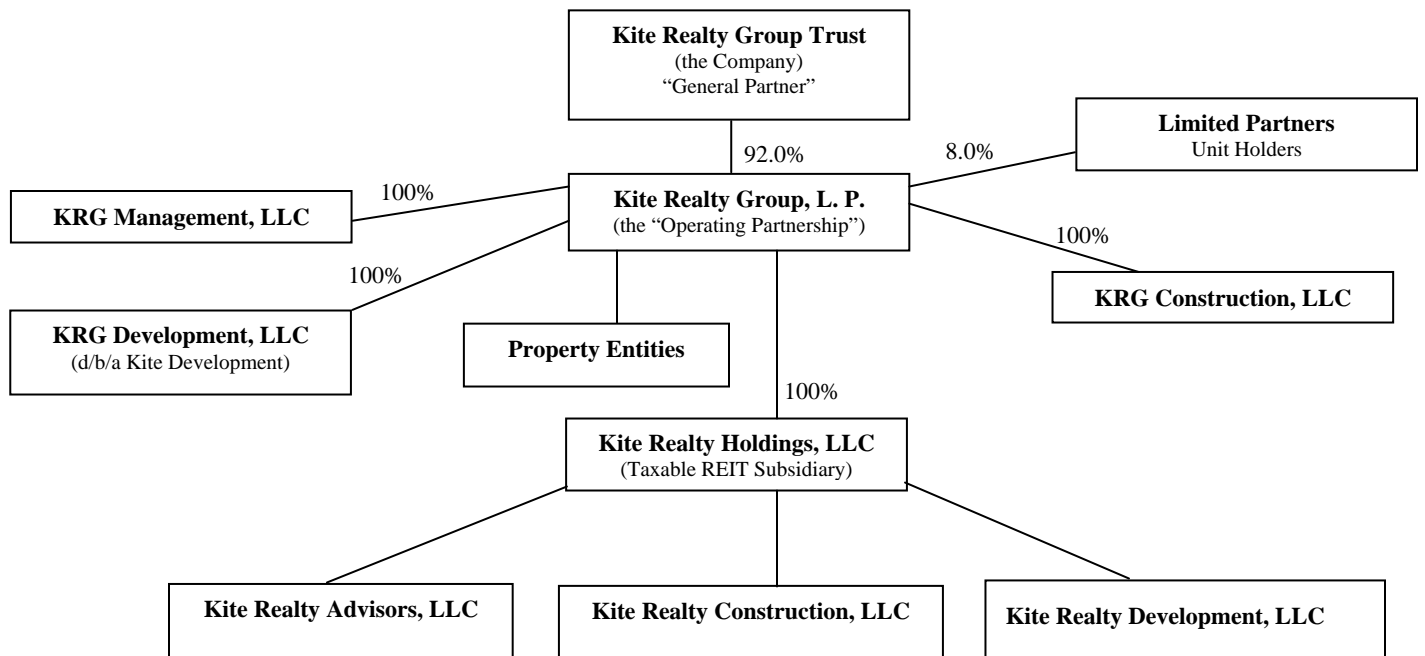 Kite Realty Group Trust
(the Company)
“General Partner”
Limited Partners
Unit Holders
92.0%
8.0%
100%
KRG Management, LLC
Kite Realty Group, L. P.
(the “Operating Partnership”)
100%
100%
KRG Construction, LLC
KRG Development, LLC
(d/b/a Kite Development)
Property Entities
100%
Kite Realty Holdings, LLC
(Taxable REIT Subsidiary)
Kite Realty Advisors, LLC
Kite Realty Construction, LLC
Kite Realty Development, LLC